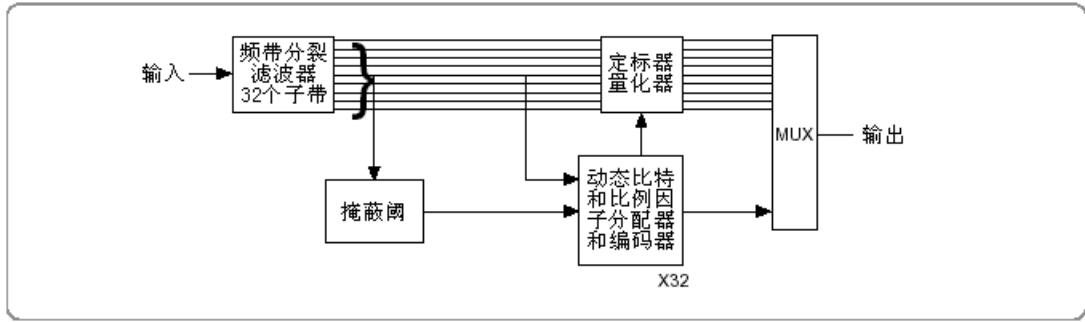 输入
频带分裂
滤波器
32个子带
掩蔽阈
定标器
量化器
动态比特
和比例因
子分配器
和编码器
X32
MUX
输出